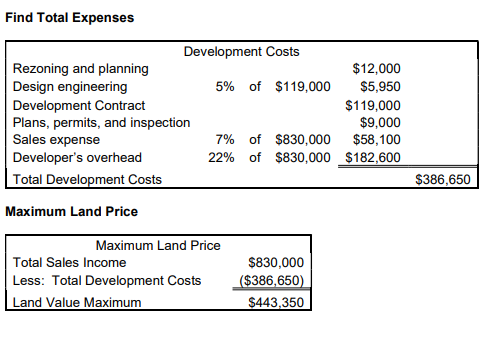 Find Total Expenses
Development Costs
Rezoning and planning $12,000
Design engineering 5% of $119,000 $5,950
Development Contract $119,000
Plans, permits, and inspection $9,000
Sales expense 7% of $830,000 $58,100
Developer's overhead 22% of $830,000 $182,600
Total Development Costs $386,650
Maximum Land Price
Maximum Land Price
Total Sales Income $830,000
Less: Total Development Costs ($386,650)
Land Value Maximum $443,350